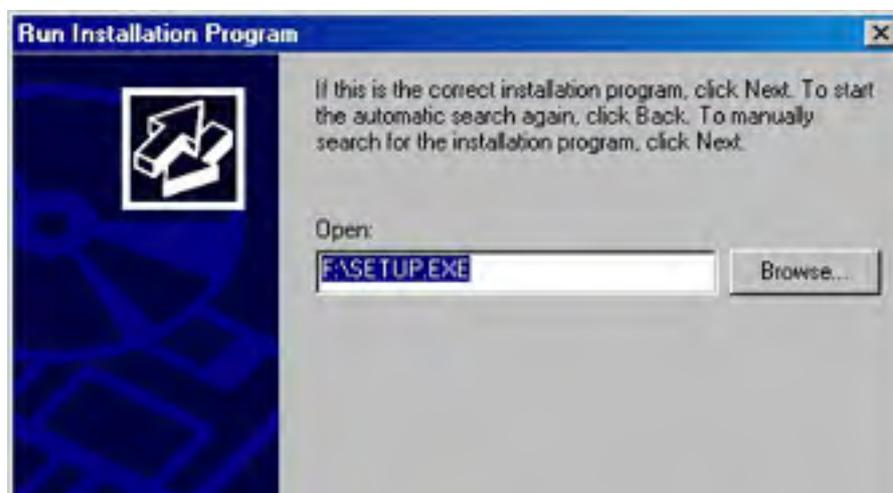 Run Installation Program
If this is the correct installation program, click Next. To start
the automatic search again, click Back. To manually
search for the installation program, click Next.
Open:
F:\SETUP.EXE
Browse...